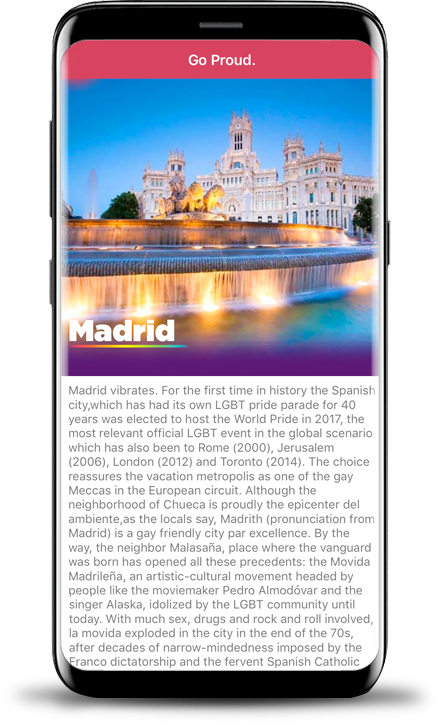 Go Proud.
Madrid
Madrid vibrates. For the first time in history the Spanish
city,which has had its own LGBT pride parade for 40
years was elected to host the World Pride in 2017, the
most relevant official LGBT event in the global scenario
which has also been to Rome (2000), Jerusalem
(2006), London (2012) and Toronto (2014). The choice
reassures the vacation metropolis as one of the gay
Meccas in the European circuit. Although the
neighborhood of Chueca is proudly the epicenter del
ambiente,as the locals say, Madrith (pronunciation from
Madrid) is a gay friendly city par excellence. By the
way, the neighbor Malasaña, place where the vanguard
was born has opened all these precedents: the Movida
Madrileña, an artistic-cultural movement headed by
people like the moviemaker Pedro Almodóvar and the
singer Alaska, idolized by the LGBT community until
today. With much sex, drugs and rock and roll involved,
la movida exploded in the city in the end of the 70s,
after decades of narrow-mindedness imposed by the
Franco dictatorship and the fervent Spanish Catholic